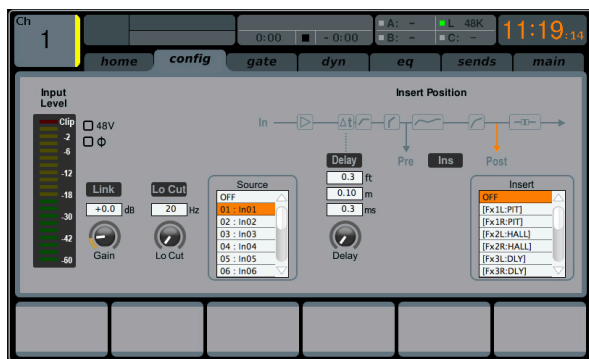 Ch
1
0:00 - 0:00
A: - L 48K
B: - C: -
11:19:14
home config gate dyn eq sends main
Input
Level
Insert Position
Clip
-2
-6
-12
-18
-30
-42
-60
48V
Φ
In
Δt
Delay
Pre
Ins
Post
0.3 ft
0.10 m
0.3 ms
Delay
Link
+0.0 dB
Gain
Lo Cut
20 Hz
Lo Cut
Source
OFF
01 : In01
02 : In02
03 : In03
04 : In04
05 : In05
06 : In06
Insert
OFF
[Fx1L:PIT]
[Fx1R:PIT]
[Fx2L:HALL]
[Fx2R:HALL]
[Fx3L:DLY]
[Fx3R:DLY]